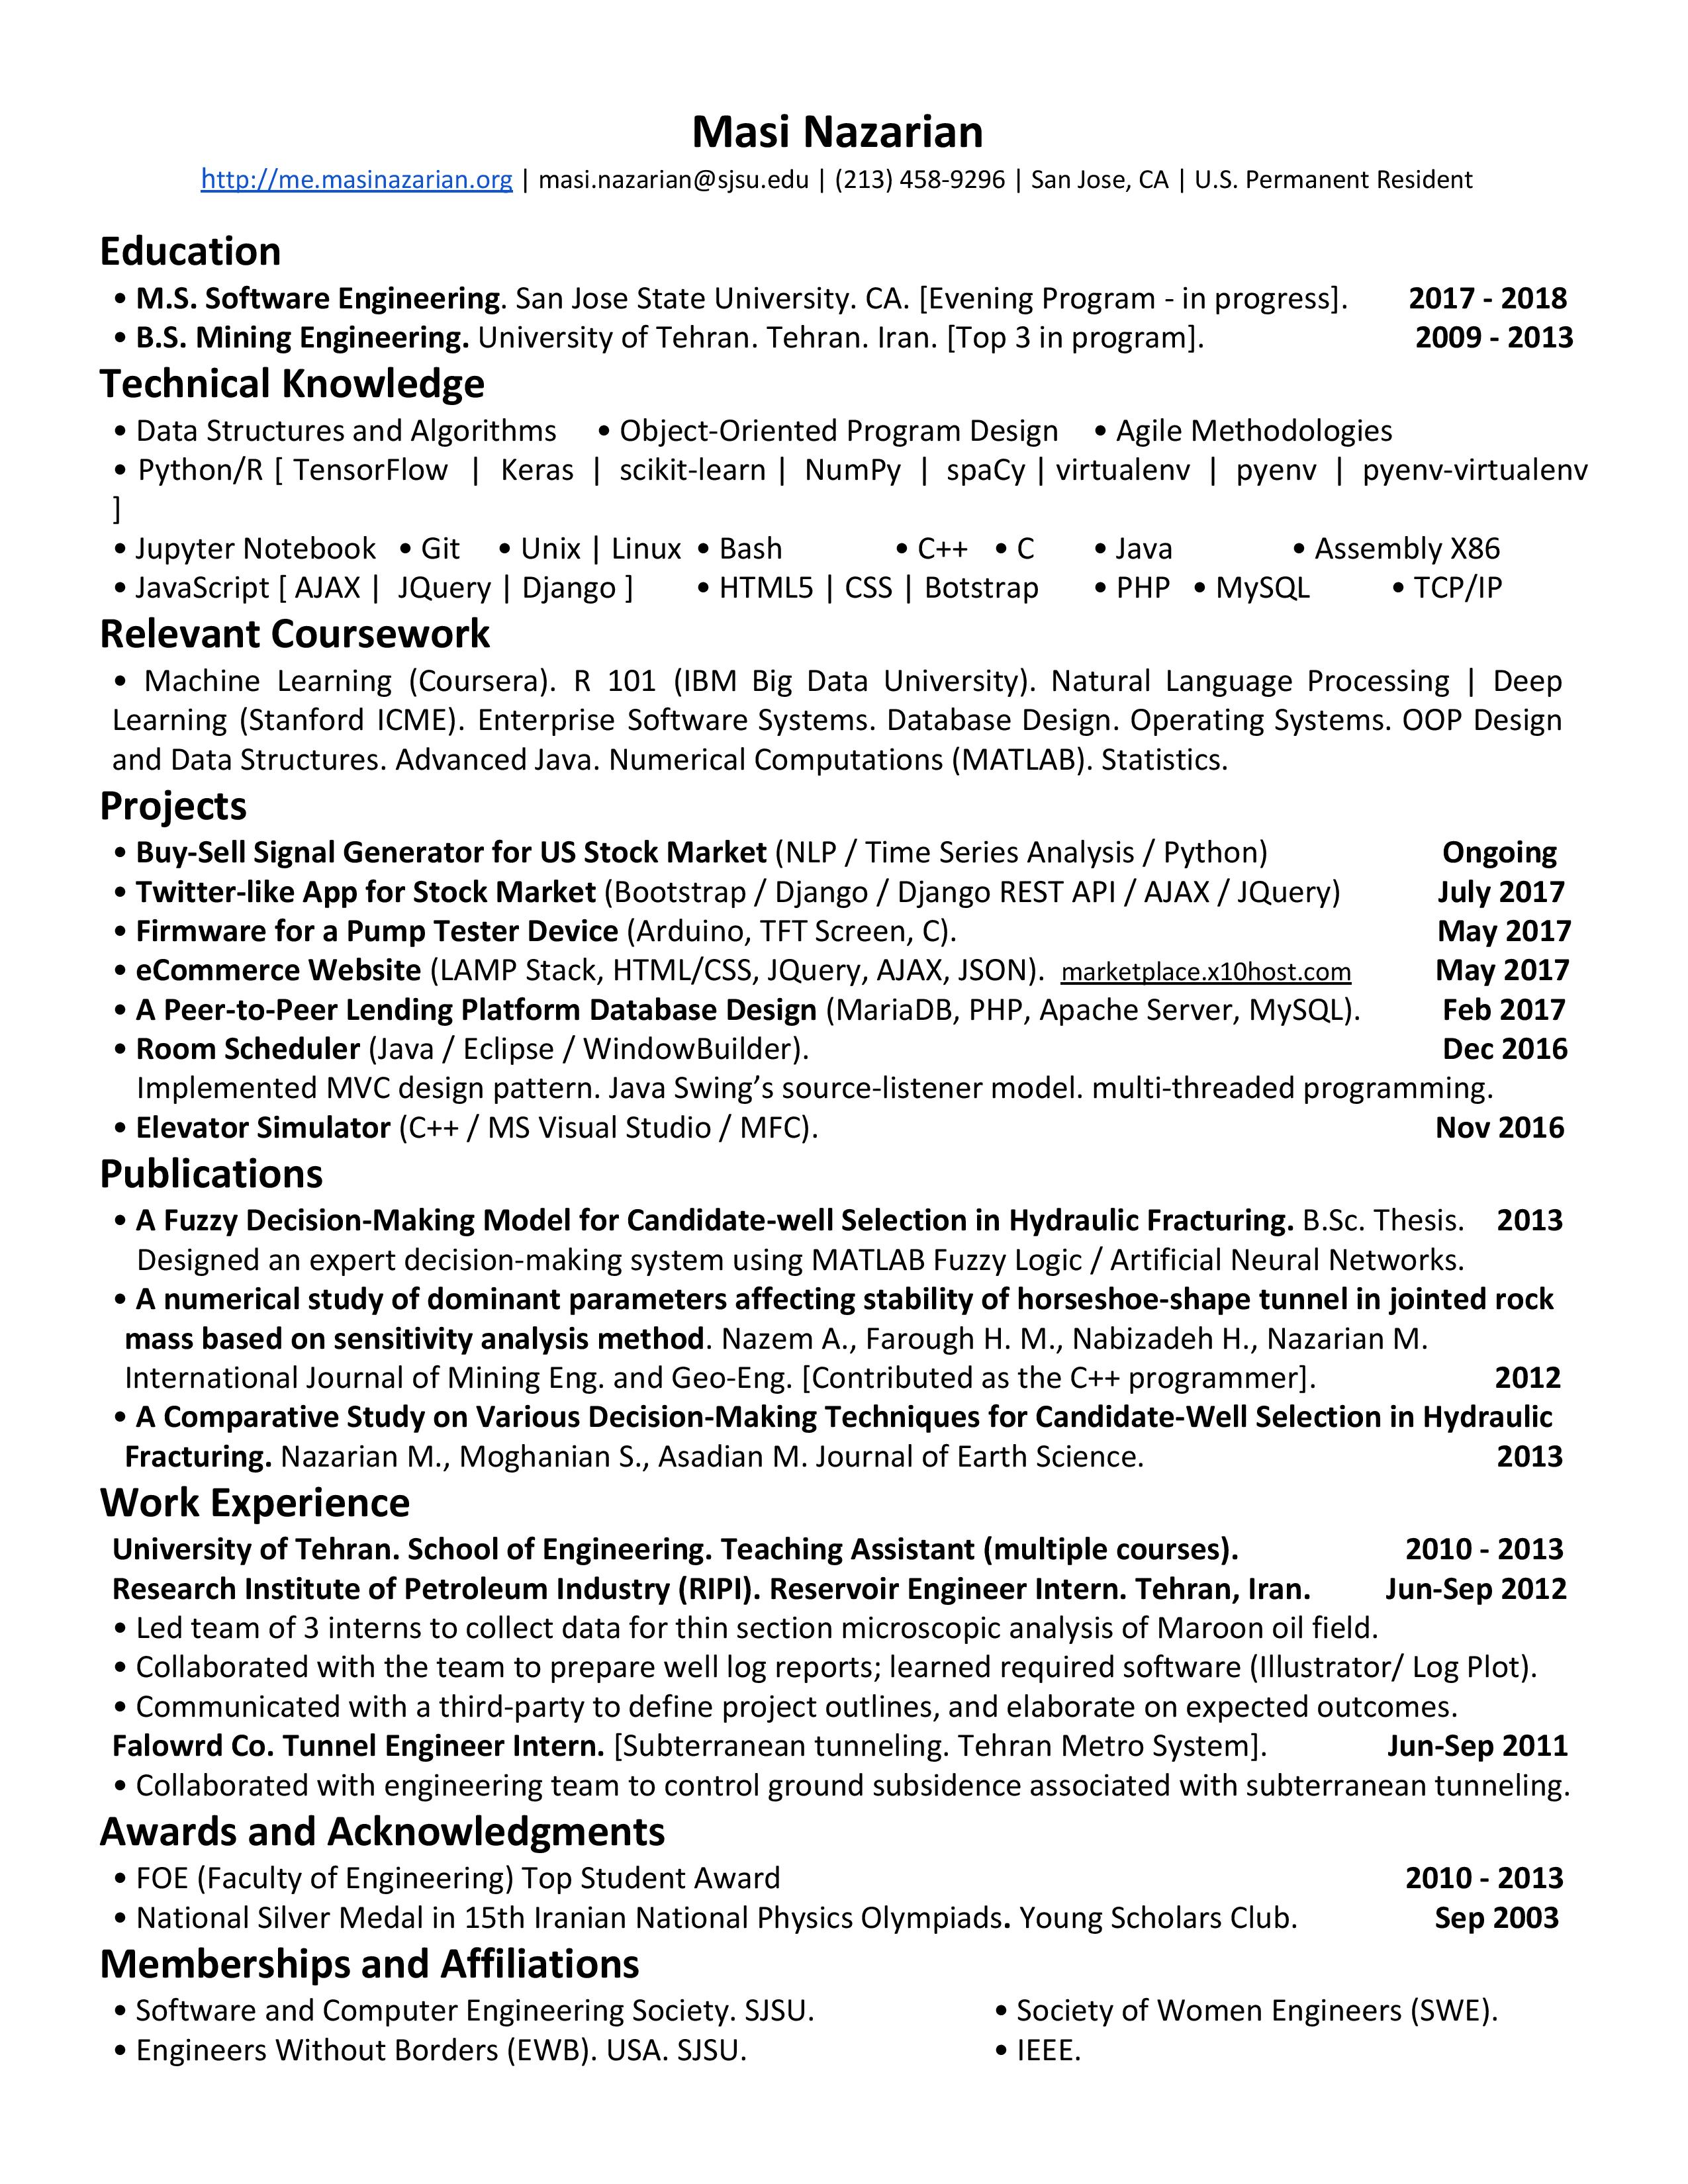 Masi Nazarian
http://me.masinazarian.org | masi.nazarian@sjsu.edu | (213) 458-9296 | San Jose, CA | U.S. Permanent Resident
Education
• M.S. Software Engineering. San Jose State University. CA. [Evening Program - in progress]. 2017 - 2018
• B.S. Mining Engineering. University of Tehran. Tehran. Iran. [Top 3 in program]. 2009 - 2013
Technical Knowledge
• Data Structures and Algorithms • Object-Oriented Program Design • Agile Methodologies
• Python/R [ TensorFlow | Keras | scikit-learn | NumPy | spaCy | virtualenv | pyenv | pyenv-virtualenv
]
• Jupyter Notebook • Git • Unix | Linux • Bash • C++ • C • Java • Assembly X86
• JavaScript [ AJAX | JQuery | Django ] • HTML5 | CSS | Botstrap • PHP • MySQL • TCP/IP
Relevant Coursework
• Machine Learning (Coursera). R 101 (IBM Big Data University). Natural Language Processing | Deep
Learning (Stanford ICME). Enterprise Software Systems. Database Design. Operating Systems. OOP Design
and Data Structures. Advanced Java. Numerical Computations (MATLAB). Statistics.
Projects
• Buy-Sell Signal Generator for US Stock Market (NLP / Time Series Analysis / Python) Ongoing
• Twitter-like App for Stock Market (Bootstrap / Django / Django REST API / AJAX / JQuery) July 2017
• Firmware for a Pump Tester Device (Arduino, TFT Screen, C). May 2017
• eCommerce Website (LAMP Stack, HTML/CSS, JQuery, AJAX, JSON). marketplace.x10host.com May 2017
• A Peer-to-Peer Lending Platform Database Design (MariaDB, PHP, Apache Server, MySQL). Feb 2017
• Room Scheduler (Java / Eclipse / WindowBuilder). Dec 2016
Implemented MVC design pattern. Java Swing’s source-listener model. multi-threaded programming.
• Elevator Simulator (C++ / MS Visual Studio / MFC). Nov 2016
Publications
• A Fuzzy Decision-Making Model for Candidate-well Selection in Hydraulic Fracturing. B.Sc. Thesis. 2013
Designed an expert decision-making system using MATLAB Fuzzy Logic / Artificial Neural Networks.
• A numerical study of dominant parameters affecting stability of horseshoe-shape tunnel in jointed rock
mass based on sensitivity analysis method. Nazem A., Farough H. M., Nabizadeh H., Nazarian M.
International Journal of Mining Eng. and Geo-Eng. [Contributed as the C++ programmer]. 2012
• A Comparative Study on Various Decision-Making Techniques for Candidate-Well Selection in Hydraulic
Fracturing. Nazarian M., Moghanian S., Asadian M. Journal of Earth Science. 2013
Work Experience
University of Tehran. School of Engineering. Teaching Assistant (multiple courses). 2010 - 2013
Research Institute of Petroleum Industry (RIPI). Reservoir Engineer Intern. Tehran, Iran. Jun-Sep 2012
• Led team of 3 interns to collect data for thin section microscopic analysis of Maroon oil field.
• Collaborated with the team to prepare well log reports; learned required software (Illustrator/ Log Plot).
• Communicated with a third-party to define project outlines, and elaborate on expected outcomes.
Falowrd Co. Tunnel Engineer Intern. [Subterranean tunneling. Tehran Metro System]. Jun-Sep 2011
• Collaborated with engineering team to control ground subsidence associated with subterranean tunneling.
Awards and Acknowledgments
• FOE (Faculty of Engineering) Top Student Award 2010 - 2013
• National Silver Medal in 15th Iranian National Physics Olympiads. Young Scholars Club. Sep 2003
Memberships and Affiliations
• Software and Computer Engineering Society. SJSU. • Society of Women Engineers (SWE).
• Engineers Without Borders (EWB). USA. SJSU. • IEEE.